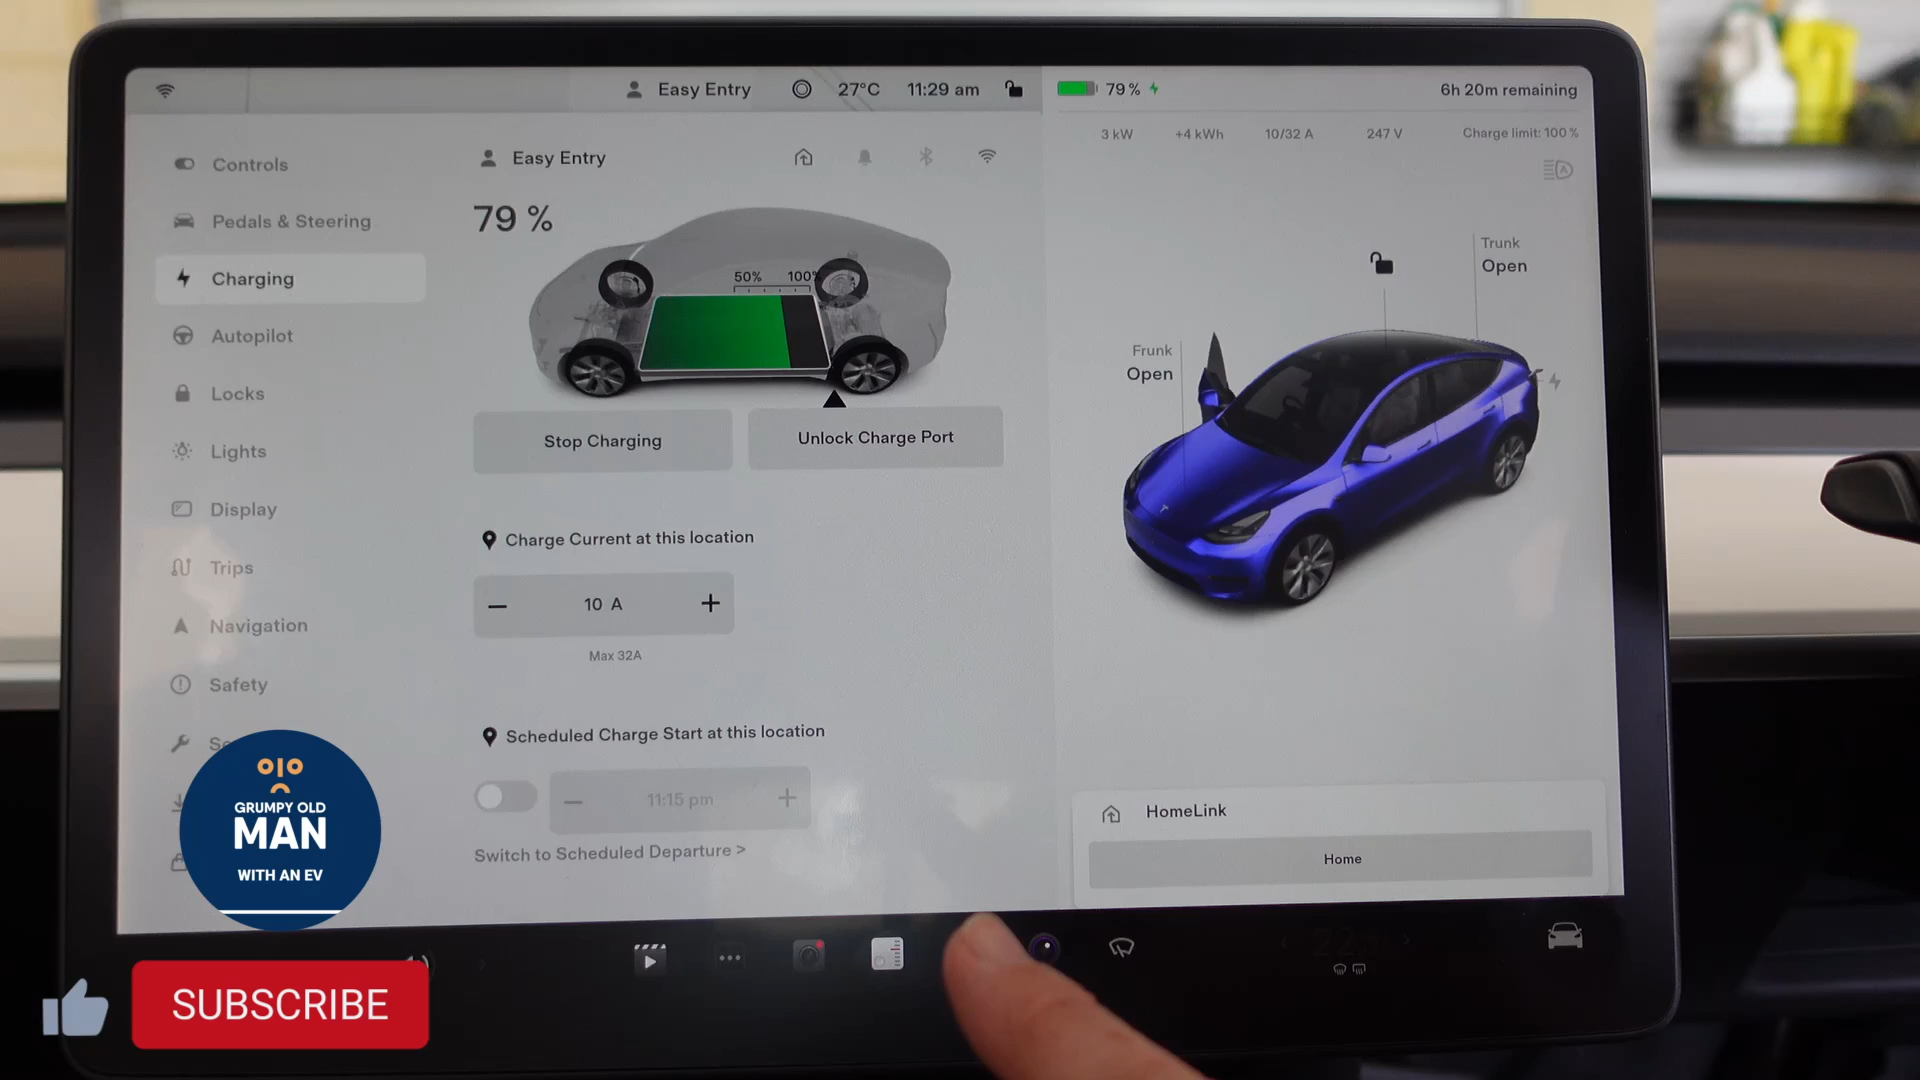 Easy Entry
27°C
11:29 am
79 %
6h 20m remaining
3 kW
+4 kWh
10/32 A
247 V
Charge limit: 100 %
Controls
Pedals & Steering
Charging
Autopilot
Locks
Lights
Display
Trips
Navigation
Safety
Easy Entry
79 %
50%
100%
Stop Charging
Unlock Charge Port
Charge Current at this location
10 A
Max 32A
Scheduled Charge Start at this location
11:15 pm
Switch to Scheduled Departure >
Trunk
Open
Frunk
Open
A
HomeLink
Home
GRUMPY OLD
MAN
WITH AN EV
SUBSCRIBE